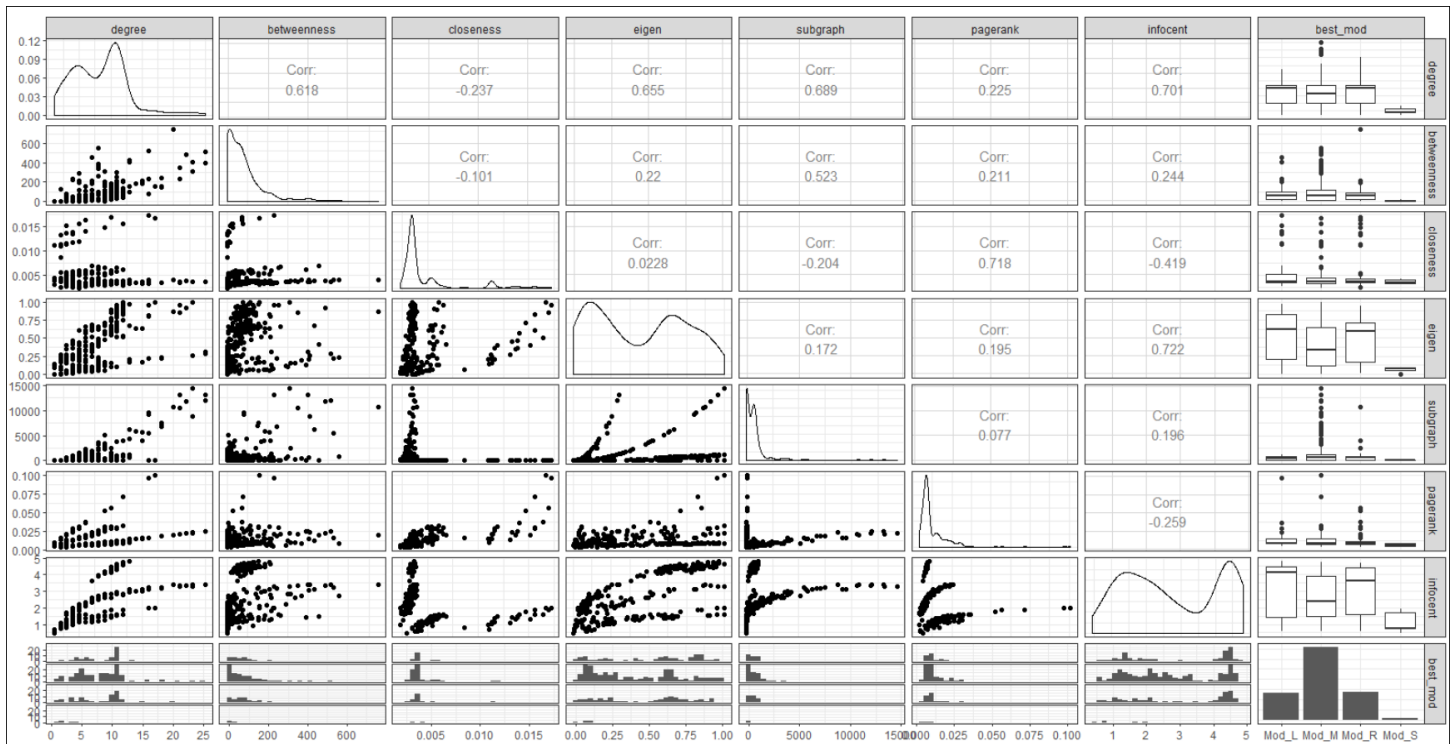 degree betweenness closeness eigen subgraph pagerank infocent best_mod
0.12
0.09
0.06
0.03
0.00
Corr:
0.618
Corr:
-0.237
Corr:
0.655
Corr:
0.689
Corr:
0.225
Corr:
0.701
degree
600
400
200
0
Corr:
-0.101
Corr:
0.22
Corr:
0.523
Corr:
0.211
Corr:
0.244
betweenness
0.015
0.010
0.005
Corr:
0.0228
Corr:
-0.204
Corr:
0.718
Corr:
-0.419
closeness
1.00
0.75
0.50
0.25
0.00
Corr:
0.172
Corr:
0.195
Corr:
0.722
eigen
15000
10000
5000
0
Corr:
0.077
Corr:
0.196
subgraph
0.100
0.075
0.050
0.025
0.000
Corr:
-0.259
pagerank
5
4
3
2
1
infocent
20
20
20
20
best_mod
0 5 10 15 20 25
0 200 400 600
0.005 0.010 0.015
0.00 0.25 0.50 0.75 1.00
0 5000 10000 15000
0.025 0.050 0.075 0.100
1 2 3 4 5
Mod_L Mod_M Mod_R Mod_S